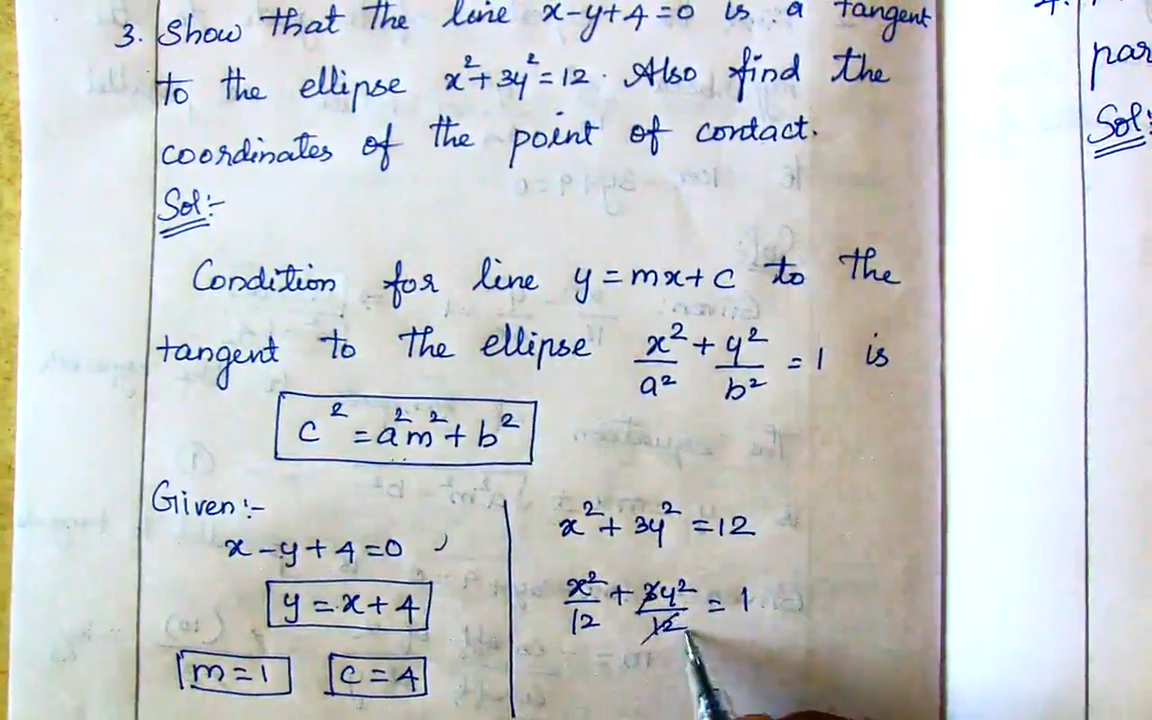 3. Show that the line x-y+4=0 is a tangent
to the ellipse x²+3y²=12. Also find the
coordinates of the point of contact.
Sol:-
Condition for line y=mx+c to the
tangent to the ellipse x²/a² + y²/b² = 1 is
c² = a²m² + b²
Given:-
x-y+4=0,
y=x+4
m=1 c=4
x²+3y²=12
x²/12 + 3y²/12 = 1
par
Sol: